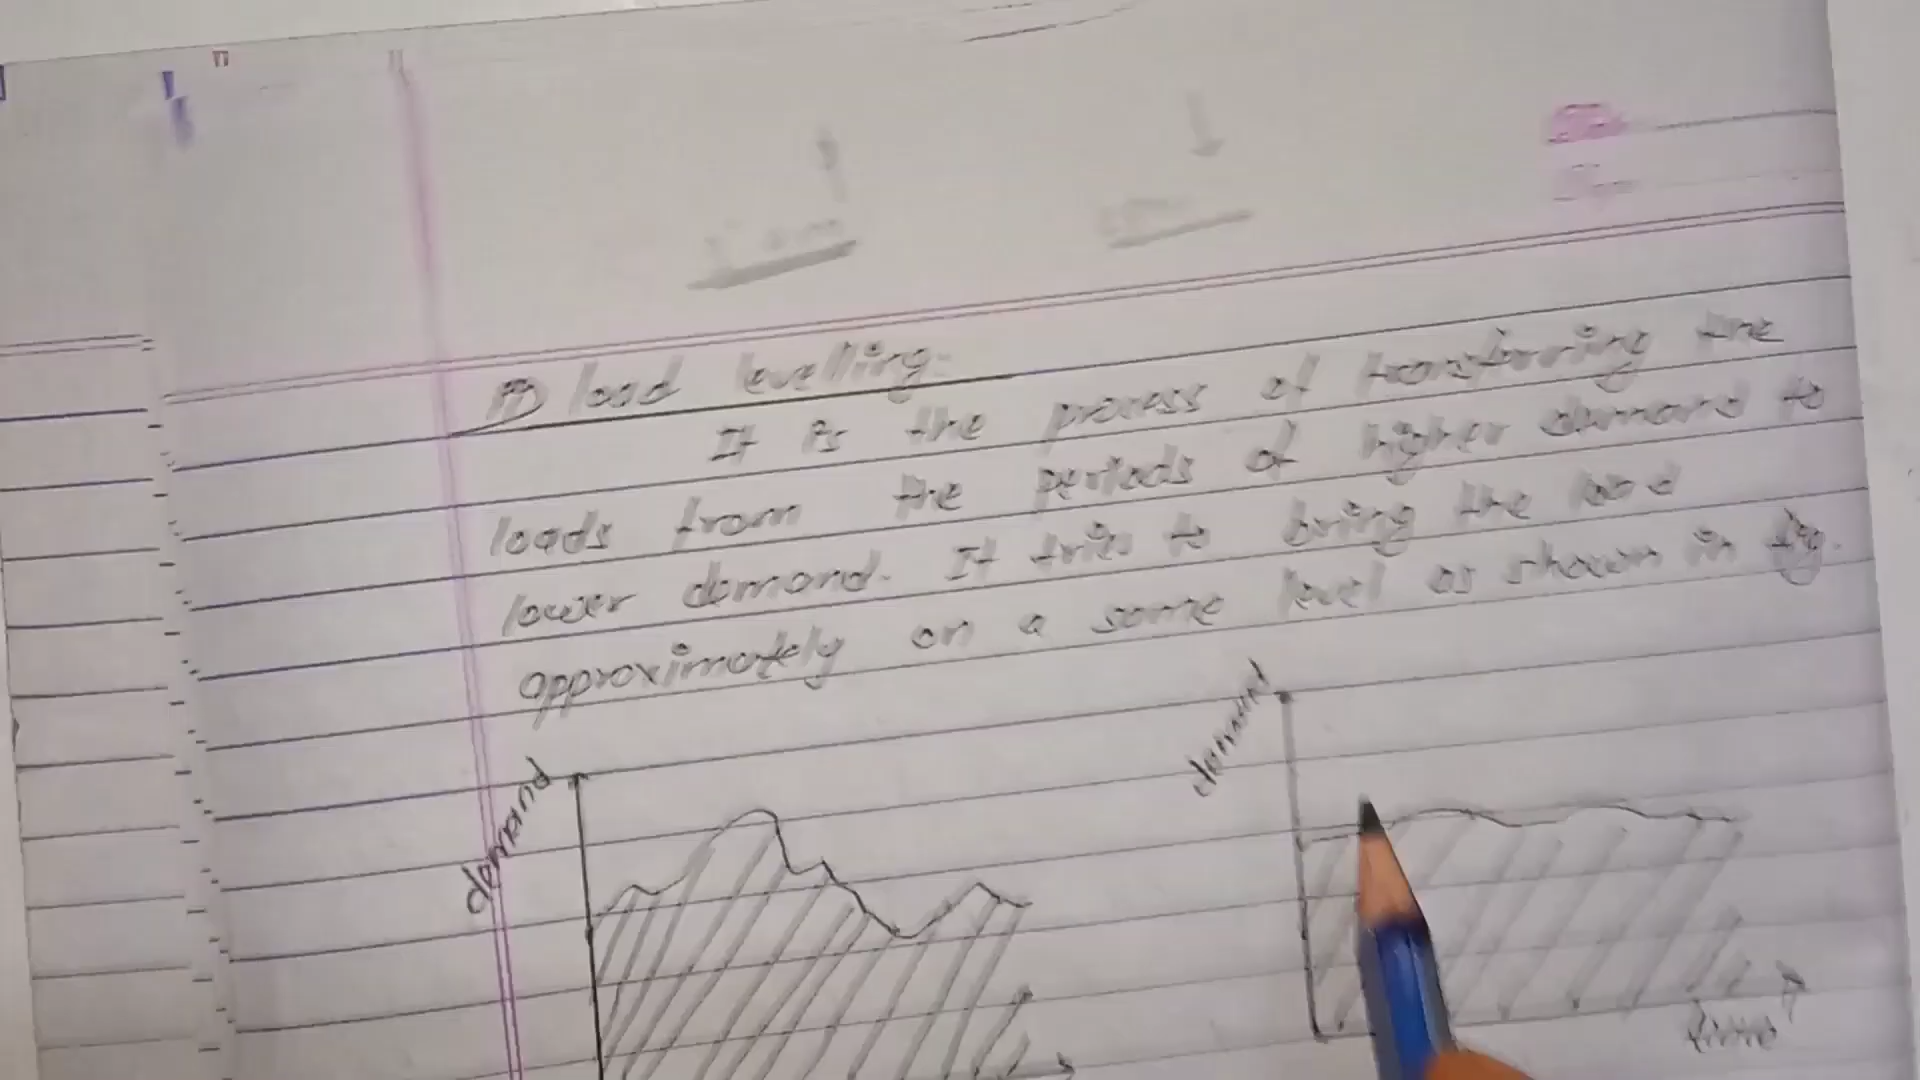 load levelling:
It is the process of transferring the
loads from the periods of higher demand to
lower demand. It tries to bring the load
approximately on a same level as shown in fig.
demand
demand
time